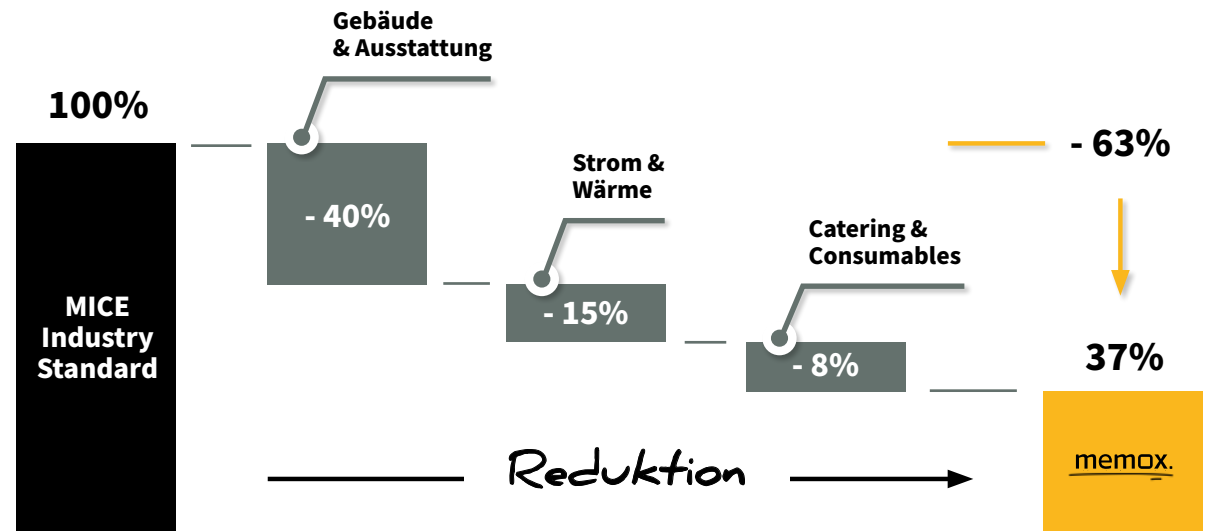 Gebäude
& Ausstattung
100%
- 63%
Strom &
Wärme
- 40%
Catering &
Consumables
- 15%
MICE
Industry
Standard
- 8%
37%
Reduktion
memox.